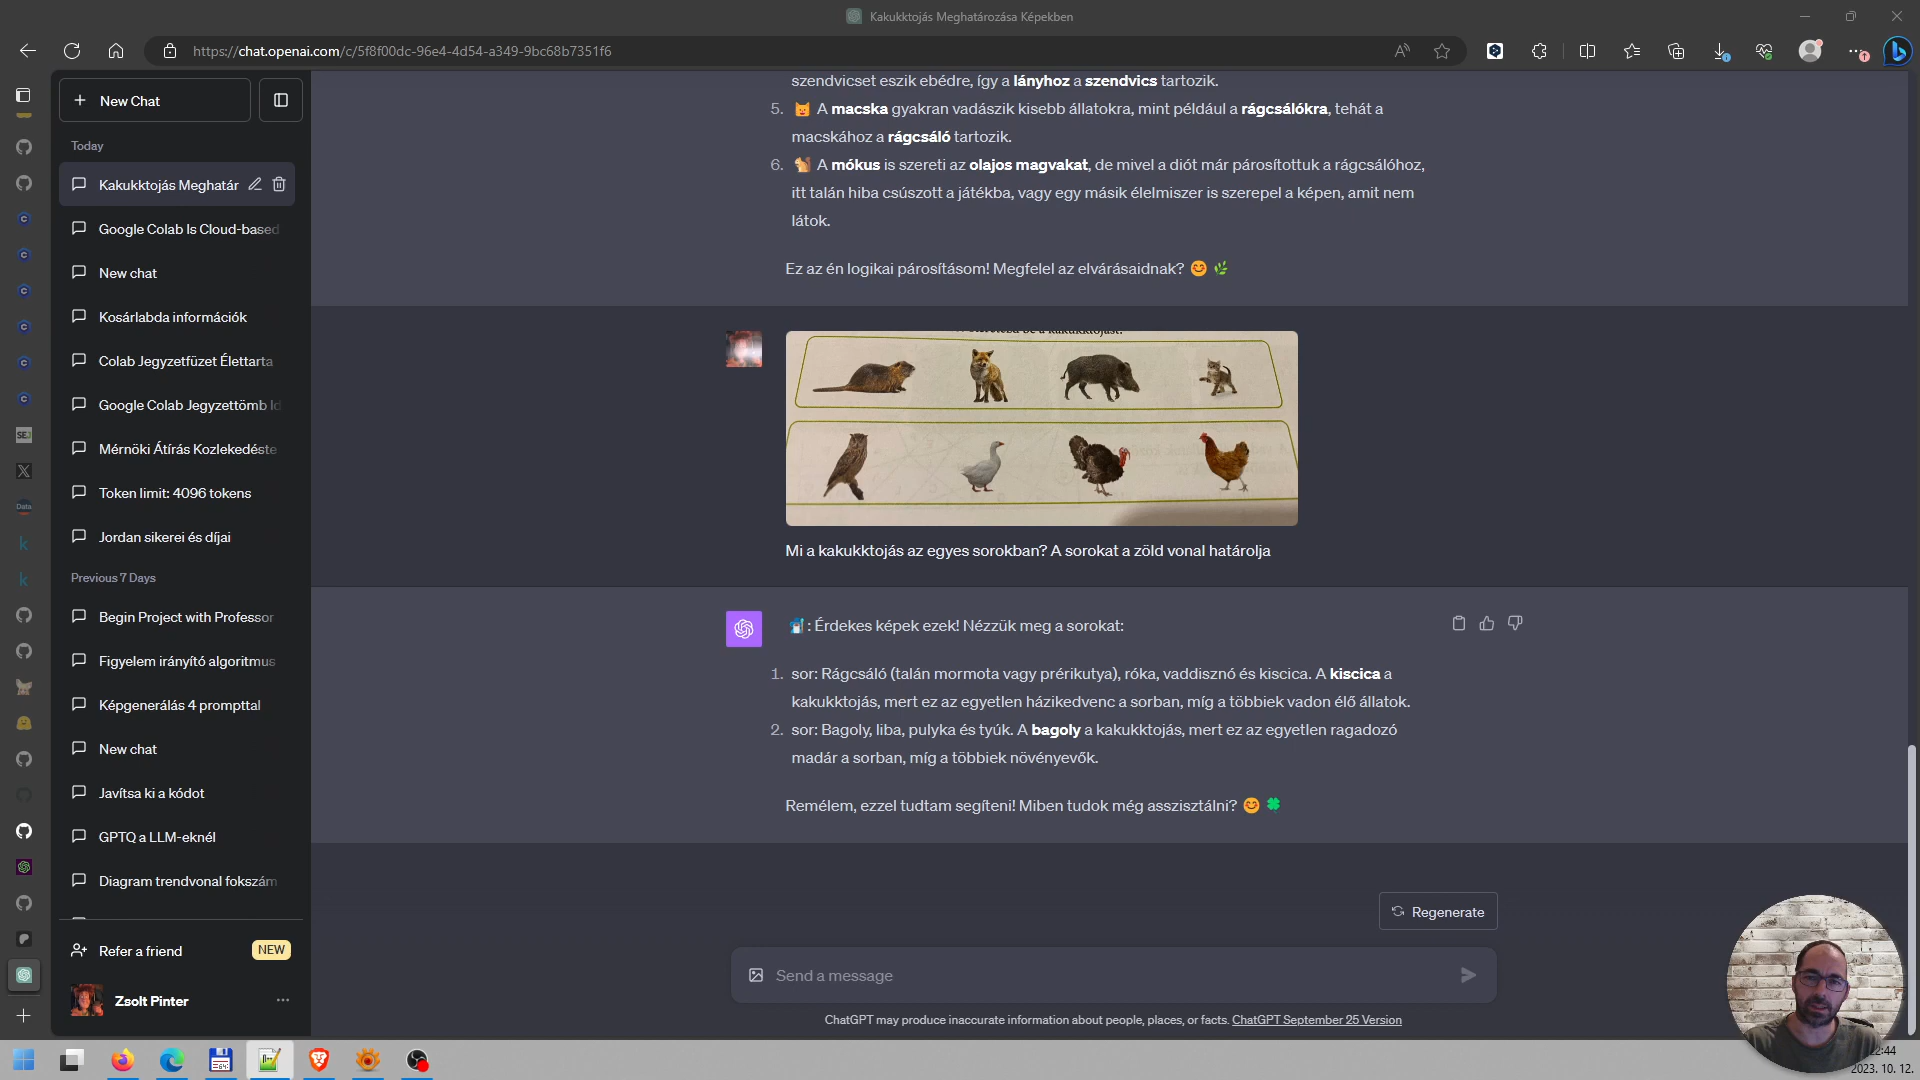 Kakukktojás Meghatározása Képekben
https://chat.openai.com/c/5f8f00dc-96e4-4d54-a349-9bc68b7351f6
New Chat
Today
Kakukktojás Meghatár
Google Colab Is Cloud-based
New chat
Kosárlabda információk
Colab Jegyzetfüzet Élettarta
Google Colab Jegyzettömb Id
Mérnöki Átírás Kozlekedéste
Token limit: 4096 tokens
Jordan sikerei és díjai
Previous 7 Days
Begin Project with Professor
Figyelem irányító algoritmus
Képgenerálás 4 prompttal
New chat
Javítsa ki a kódot
GPTQ a LLM-eknél
Diagram trendvonal fokszám
Refer a friend NEW
Zsolt Pinter
szendvicset eszik ebédre, így a lányhoz a szendvics tartozik.
5. 🐱 A macska gyakran vadászik kisebb állatokra, mint például a rágcsálókra, tehát a
macskához a rágcsáló tartozik.
6. 🐿️ A mókus is szereti az olajos magvakat, de mivel a diót már párosítottuk a rágcsálóhoz,
itt talán hiba csúszott a játékba, vagy egy másik élelmiszer is szerepel a képen, amit nem
látok.
Ez az én logikai párosításom! Megfelel az elvárásaidnak? 😊 🌿
Mi a kakukktojás az egyes sorokban? A sorokat a zöld vonal határolja
: Érdekes képek ezek! Nézzük meg a sorokat:
1. sor: Rágcsáló (talán mormota vagy prérikutya), róka, vaddisznó és kiscica. A kiscica a
kakukktojás, mert ez az egyetlen házikedvenc a sorban, míg a többiek vadon élő állatok.
2. sor: Bagoly, liba, pulyka és tyúk. A bagoly a kakukktojás, mert ez az egyetlen ragadozó
madár a sorban, míg a többiek növényevők.
Remélem, ezzel tudtam segíteni! Miben tudok még asszisztálni? 😊 🍀
Regenerate
Send a message
ChatGPT may produce inaccurate information about people, places, or facts. ChatGPT September 25 Version
2023. 10. 12.